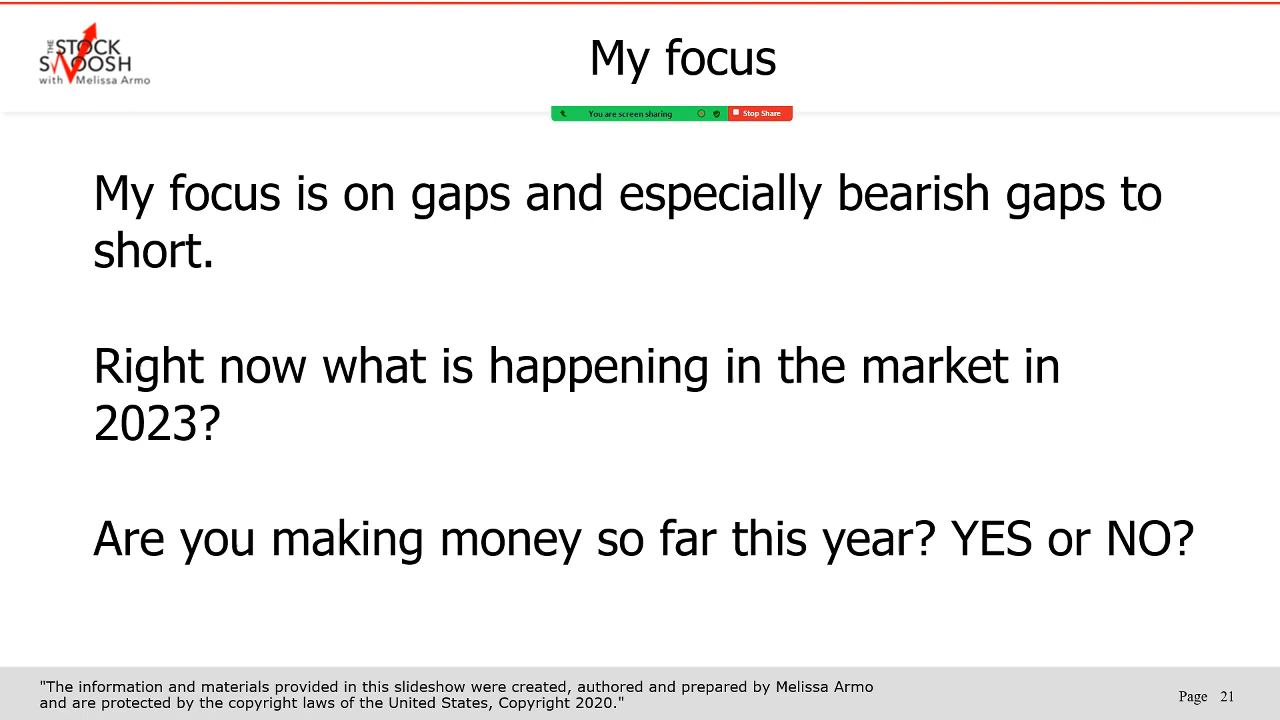 THE
STOCK
SWOOSH
with Melissa Armo
My focus
You are screen sharing
Stop Share
My focus is on gaps and especially bearish gaps to
short.
Right now what is happening in the market in
2023?
Are you making money so far this year? YES or NO?
"The information and materials provided in this slideshow were created, authored and prepared by Melissa Armo
and are protected by the copyright laws of the United States, Copyright 2020."
Page 21